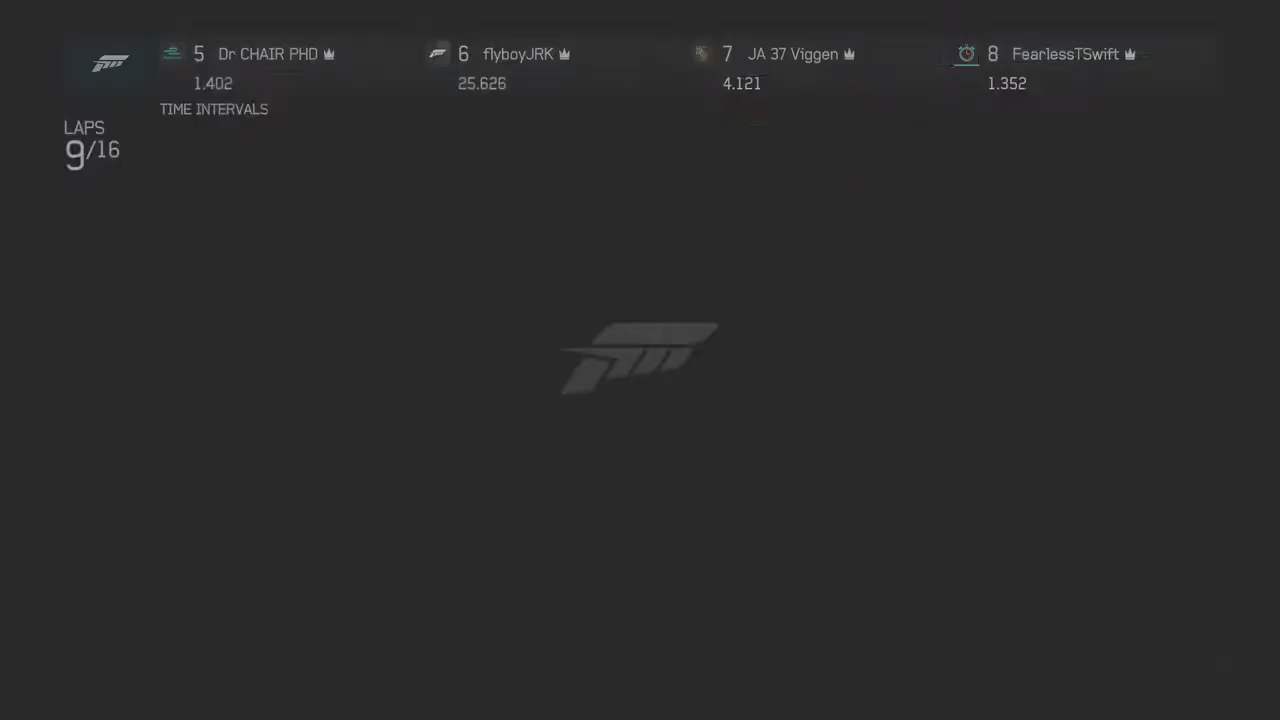 5 Dr CHAIR PHD 6 flyboyJRK 7 JA 37 Viggen 8 FearlessTSwift
1.402 25.626 4.121 1.352
TIME INTERVALS
LAPS
9/16